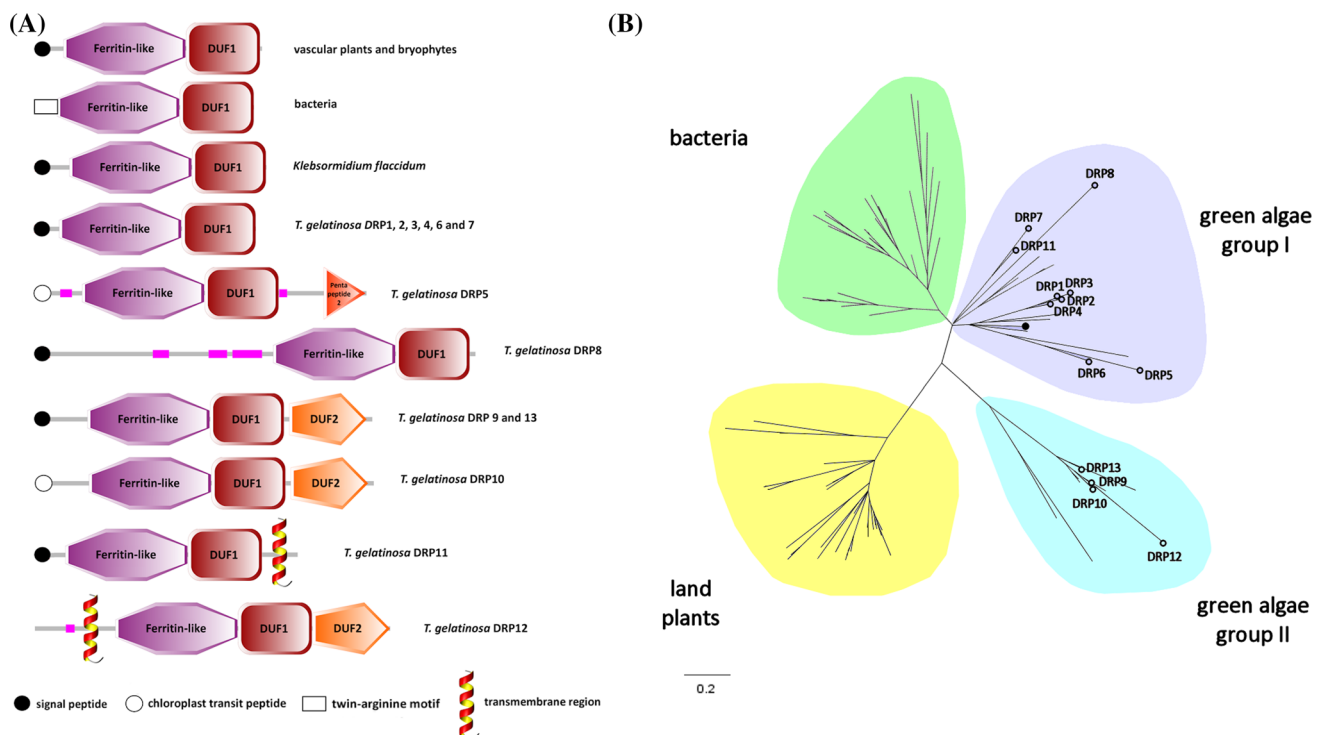 (A)
Ferritin-like DUF1 vascular plants and bryophytes
Ferritin-like DUF1 bacteria
Ferritin-like DUF1 Klebsormidium flaccidum
Ferritin-like DUF1 T. gelatinosa DRP1, 2, 3, 4, 6 and 7
Ferritin-like DUF1 Penta peptide 2 T. gelatinosa DRP5
Ferritin-like DUF1 T. gelatinosa DRP8
Ferritin-like DUF1 DUF2 T. gelatinosa DRP 9 and 13
Ferritin-like DUF1 DUF2 T. gelatinosa DRP10
Ferritin-like DUF1 T. gelatinosa DRP11
Ferritin-like DUF1 DUF2 T. gelatinosa DRP12
signal peptide chloroplast transit peptide twin-arginine motif transmembrane region
(B)
bacteria
DRP8
DRP7
DRP11
green algae
group I
DRP1 DRP3
DRP2
DRP4
DRP6 DRP5
DRP13
DRP9
DRP10
DRP12
land
plants
green algae
group II
0.2